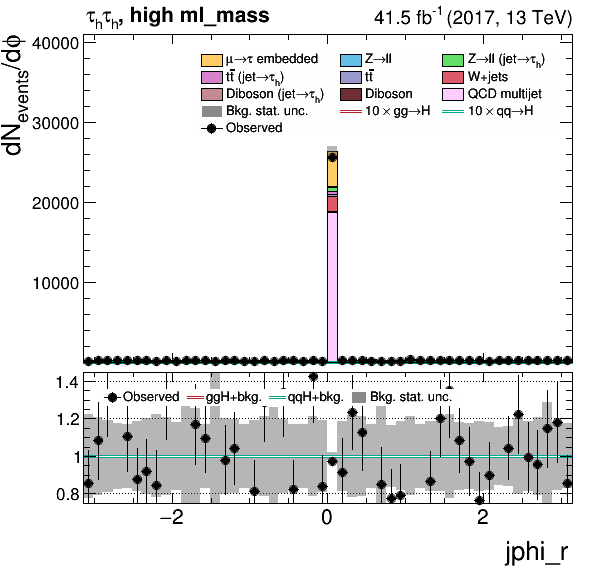 τhτh, high ml_mass
41.5 fb-1 (2017, 13 TeV)
dNevents/dϕ
40000
30000
20000
10000
μ→τ embedded
Z→ll
Z→ll (jet→τh)
tt̄ (jet→τh)
tt̄
W+jets
Diboson (jet→τh)
Diboson
QCD multijet
Bkg. stat. unc.
10 × gg→H
10 × qq→H
Observed
1.4
1.2
1
0.8
Observed
ggH+bkg.
qqH+bkg.
Bkg. stat. unc.
−2
0
2
jphi_r